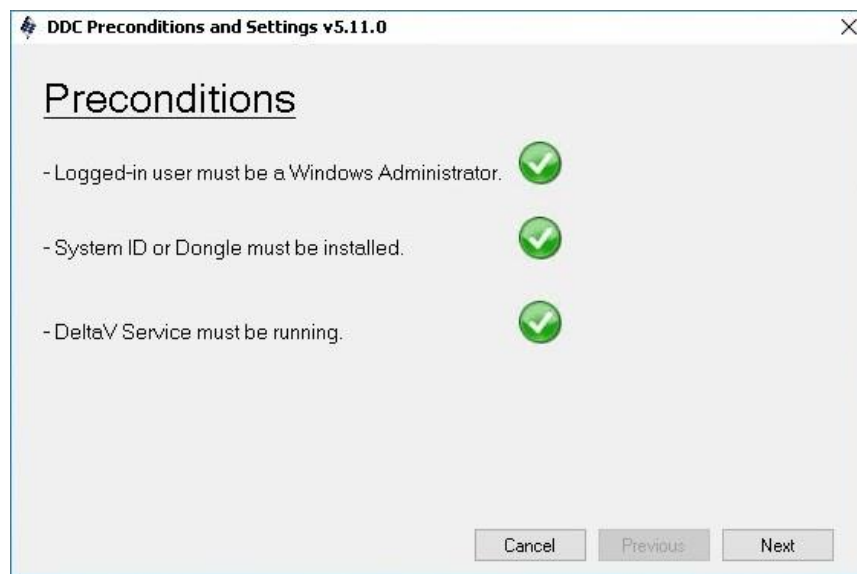 DDC Preconditions and Settings v5.11.0
Preconditions
- Logged-in user must be a Windows Administrator.
- System ID or Dongle must be installed.
- DeltaV Service must be running.
Cancel Previous Next